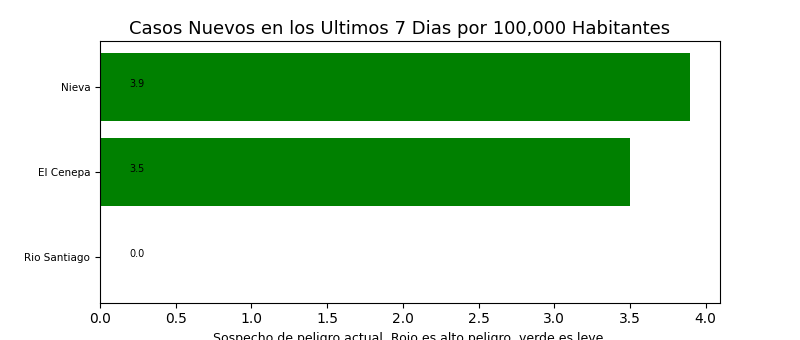 Casos Nuevos en los Ultimos 7 Dias por 100,000 Habitantes
Nieva
3.9
El Cenepa
3.5
Rio Santiago
0.0
0.0 0.5 1.0 1.5 2.0 2.5 3.0 3.5 4.0
Sospecho de peligro actual. Rojo es alto peligro, verde es leve